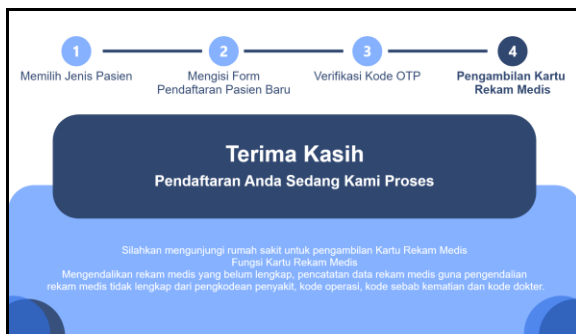 1
2
3
4
Memilih Jenis Pasien
Mengisi Form
Pendaftaran Pasien Baru
Verifikasi Kode OTP
Pengambilan Kartu
Rekam Medis
Terima Kasih
Pendaftaran Anda Sedang Kami Proses
Silahkan mengunjungi rumah sakit untuk pengambilan Kartu Rekam Medis
Fungsi Kartu Rekam Medis
Mengendalikan rekam medis yang belum lengkap, pencatatan data rekam medis guna pengendalian
rekam medis tidak lengkap dari pengkodean penyakit, kode operasi, kode sebab kematian dan kode dokter.